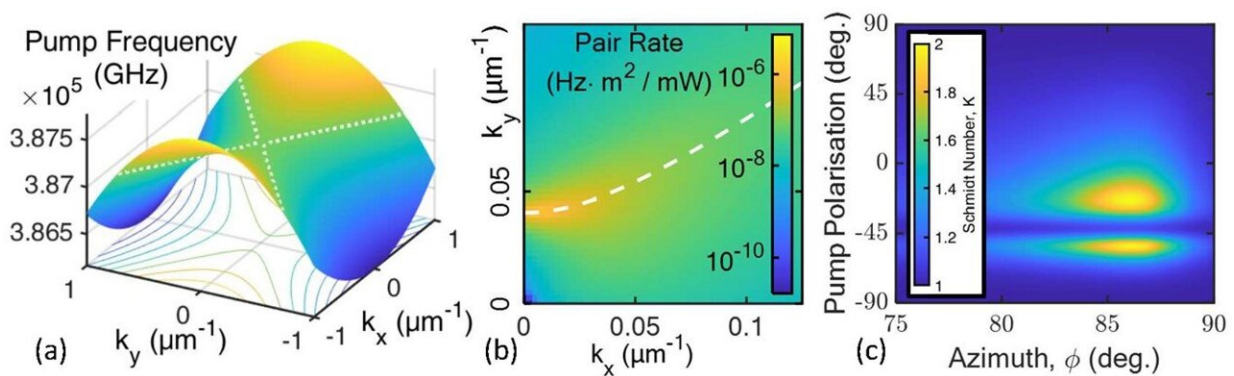 Pump Frequency
(GHz)
× 10⁵
3.875
3.87
3.865
1
0
-1
k_y (μm⁻¹)
-1
0
1
k_x (μm⁻¹)
(a)
Pair Rate
(Hz· m² / mW)
10⁻⁶
10⁻⁸
10⁻¹⁰
k_y (μm⁻¹)
0.05
0
0
0.05
0.1
k_x (μm⁻¹)
(b)
Pump Polarisation (deg.)
90
45
0
-45
-90
2
1.8
1.6
1.4
1.2
1
Schmidt Number, K
75
80
85
90
Azimuth, ϕ (deg.)
(c)